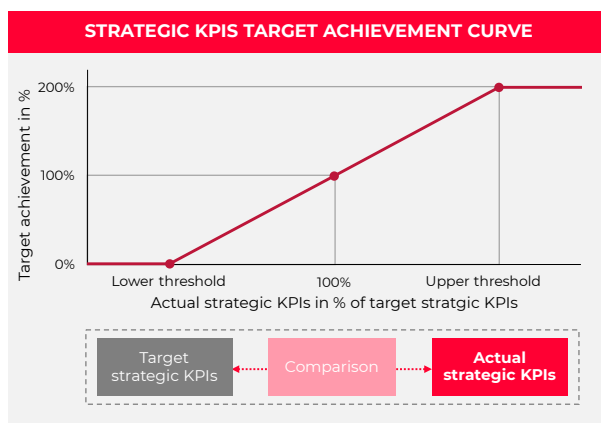 STRATEGIC KPIS TARGET ACHIEVEMENT CURVE
Target achievement in %
200%
100%
0%
Lower threshold
100%
Upper threshold
Actual strategic KPIs in % of target stratgic KPIs
Target
strategic KPIs
Comparison
Actual
strategic KPIs